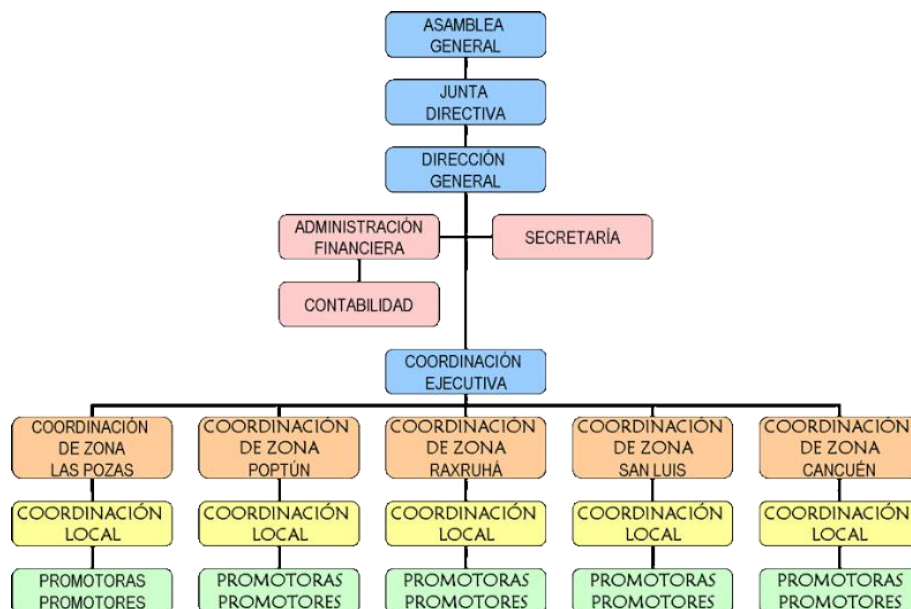 ASAMBLEA
GENERAL
JUNTA
DIRECTIVA
DIRECCIÓN
GENERAL
ADMINISTRACIÓN
FINANCIERA
SECRETARÍA
CONTABILIDAD
COORDINACIÓN
EJECUTIVA
COORDINACIÓN
DE ZONA
LAS POZAS
COORDINACIÓN
DE ZONA
POPTÚN
COORDINACIÓN
DE ZONA
RAXRUHÁ
COORDINACIÓN
DE ZONA
SAN LUIS
COORDINACIÓN
DE ZONA
CANCUÉN
COORDINACIÓN
LOCAL
COORDINACIÓN
LOCAL
COORDINACIÓN
LOCAL
COORDINACIÓN
LOCAL
COORDINACIÓN
LOCAL
PROMOTORAS
PROMOTORES
PROMOTORAS
PROMOTORES
PROMOTORAS
PROMOTORES
PROMOTORAS
PROMOTORES
PROMOTORAS
PROMOTORES